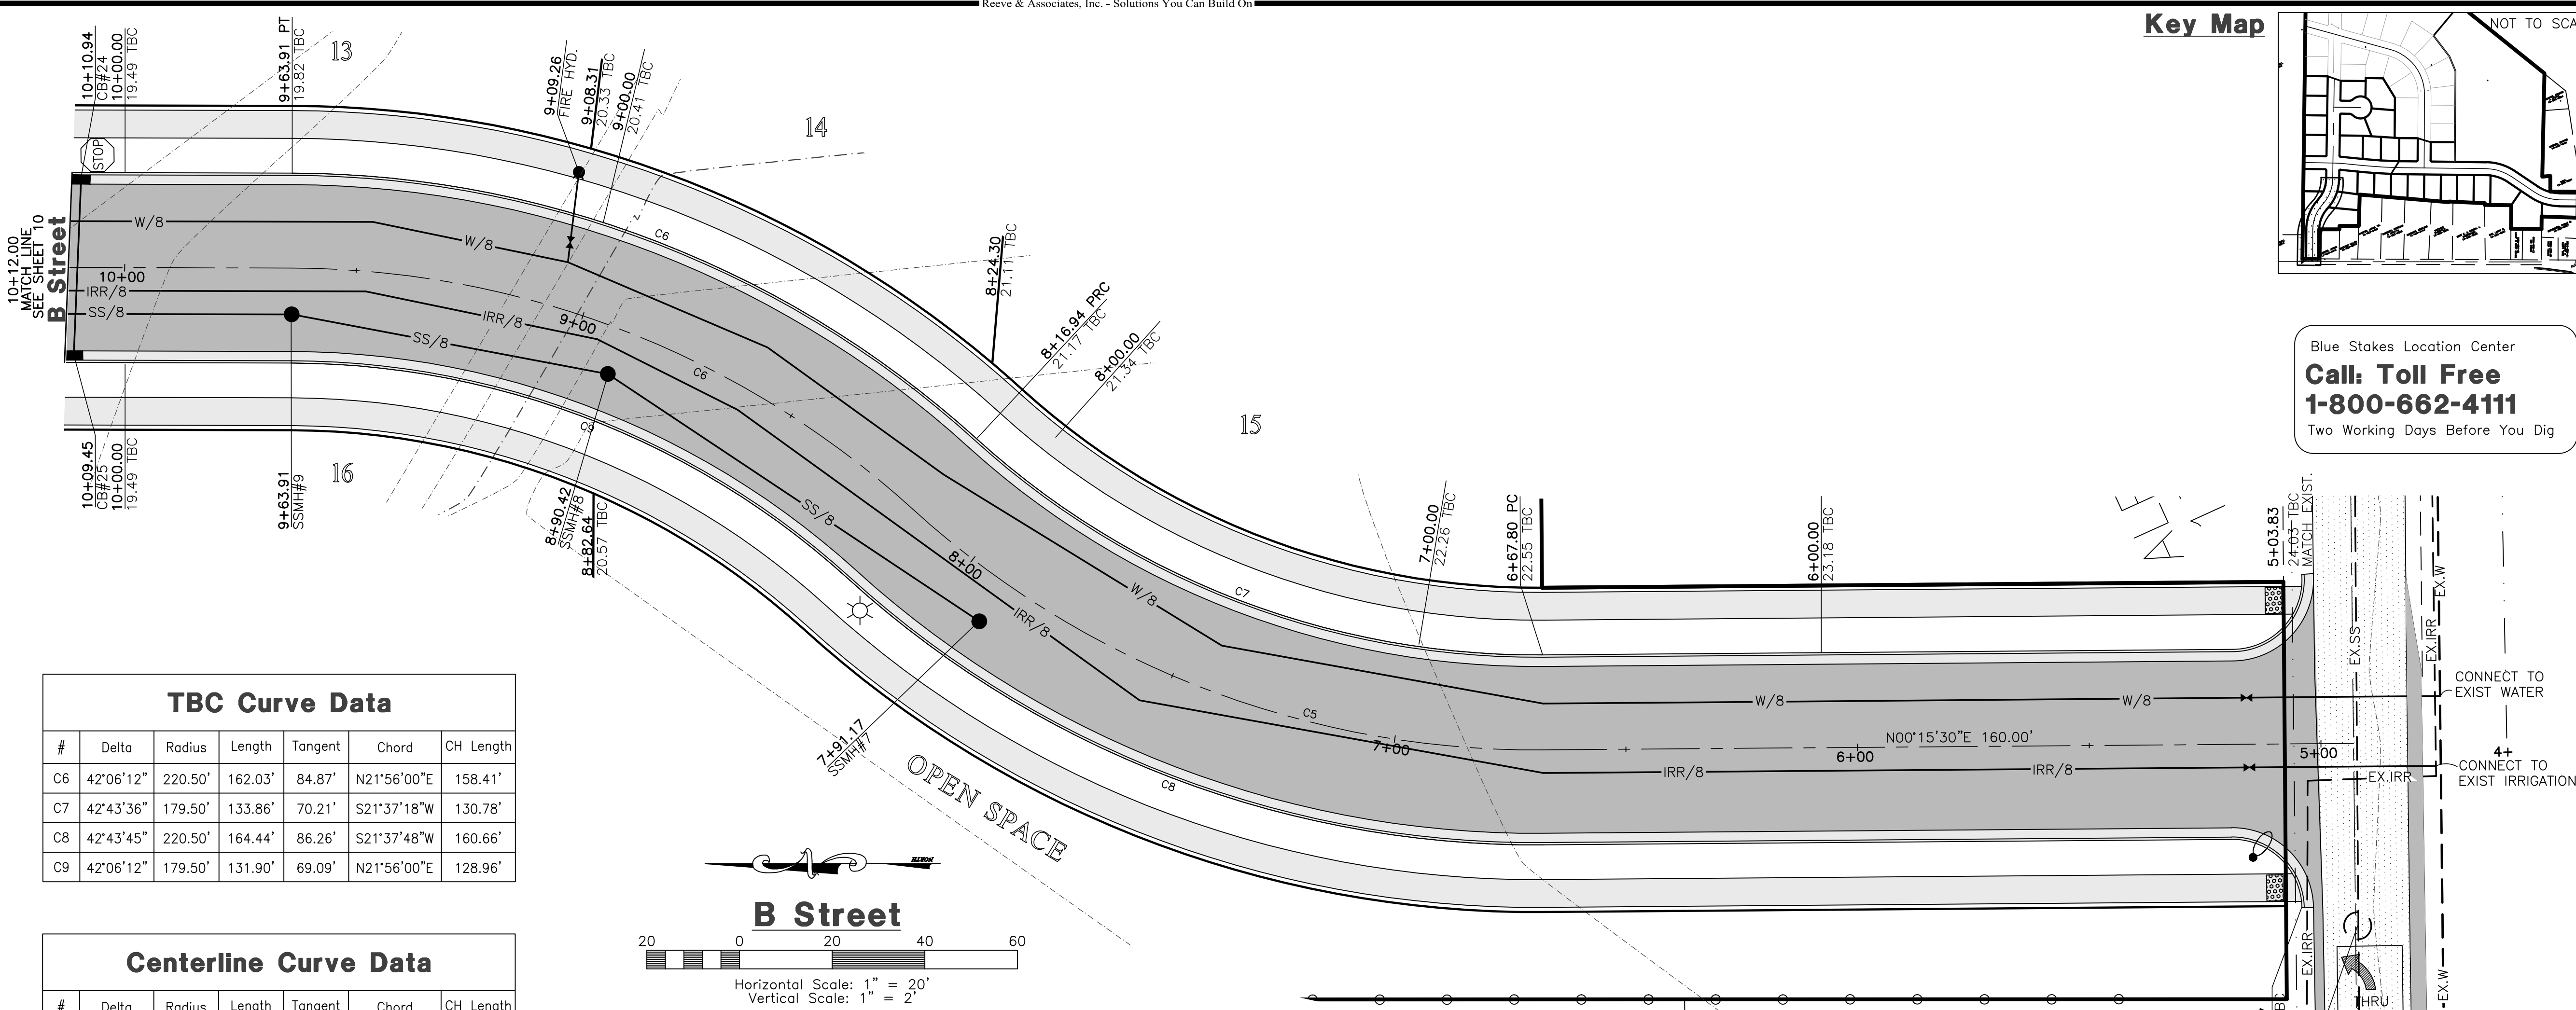 Reeve & Associates, Inc. - Solutions You Can Build On
Key Map
NOT TO SCA
10+10.94
CB#24
10+00.00
19.49 TBC
9+63.91 PT
19.82 TBC
13
9+09.26
FIRE HYD.
9+08.31
20.33 TBC
9+00.00
20.41 TBC
14
STOP
10+12.00
MATCH LINE
SEE SHEET 10
B Street
W/8
W/8
C6
10+00
IRR/8
SS/8
IRR/8
9+00
SS/8
C6
C9
8+24.30
21.11 TBC
8+16.94 PRC
21.17 TBC
8+00.00
21.34 TBC
15
10+09.45
CB#25
10+00.00
19.49 TBC
9+63.91
SSMH#9
16
8+90.42
SSMH#8
8+82.64
20.57 TBC
SS/8
8+00
IRR/8
W/8
C7
7+00.00
22.26 TBC
6+67.80 PC
22.55 TBC
6+00.00
23.18 TBC
5+03.83
24.03 TBC
MATCH EXIST.
Blue Stakes Location Center
Call: Toll Free
1-800-662-4111
Two Working Days Before You Dig
EX.SS
EX.IRR
EX.W
CONNECT TO
EXIST WATER
W/8
W/8
C5
7+00
N00°15'30"E 160.00'
6+00
5+00
4+
IRR/8
IRR/8
EX.IRR
CONNECT TO
EXIST IRRIGATION
7+91.17
SSMH#7
C8
OPEN SPACE
TBC Curve Data
# Delta Radius Length Tangent Chord CH Length
C6 42°06'12" 220.50' 162.03' 84.87' N21°56'00"E 158.41'
C7 42°43'36" 179.50' 133.86' 70.21' S21°37'18"W 130.78'
C8 42°43'45" 220.50' 164.44' 86.26' S21°37'48"W 160.66'
C9 42°06'12" 179.50' 131.90' 69.09' N21°56'00"E 128.96'
B Street
20 0 20 40 60
Horizontal Scale: 1" = 20'
Vertical Scale: 1" = 2'
Centerline Curve Data
# Delta Radius Length Tangent Chord CH Length
EX.IRR
EX.W
THRU